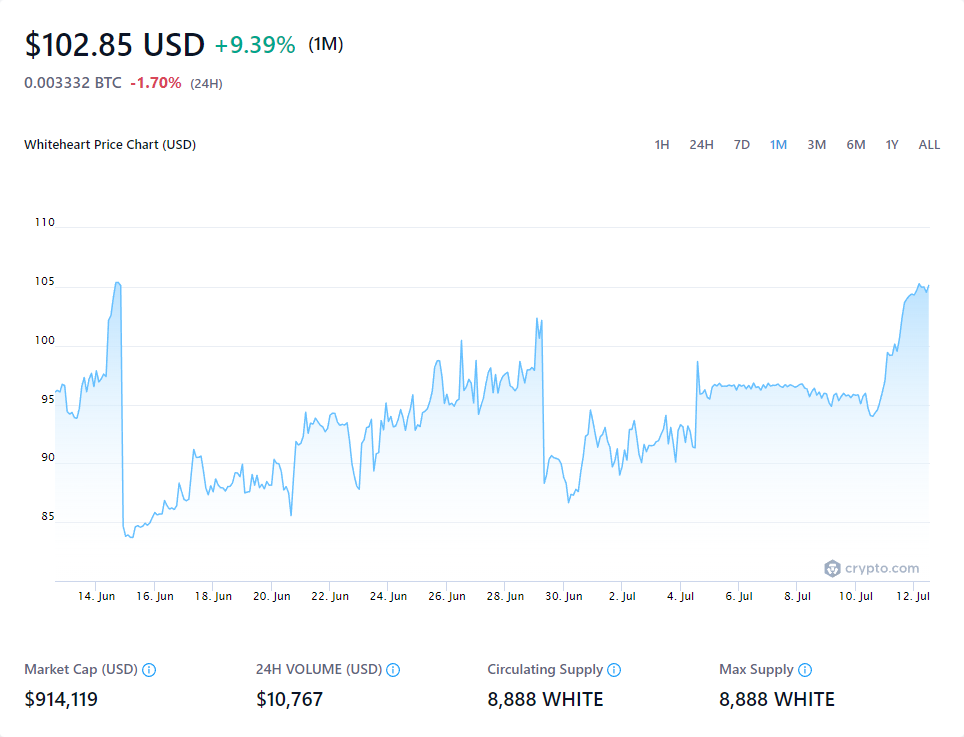 $102.85 USD +9.39% (1M)
0.003332 BTC -1.70% (24H)
Whiteheart Price Chart (USD)
1H 24H 7D 1M 3M 6M 1Y ALL
110
105
100
95
90
85
crypto.com
14. Jun 16. Jun 18. Jun 20. Jun 22. Jun 24. Jun 26. Jun 28. Jun 30. Jun 2. Jul 4. Jul 6. Jul 8. Jul 10. Jul 12. Jul
Market Cap (USD) 24H VOLUME (USD) Circulating Supply Max Supply
$914,119 $10,767 8,888 WHITE 8,888 WHITE